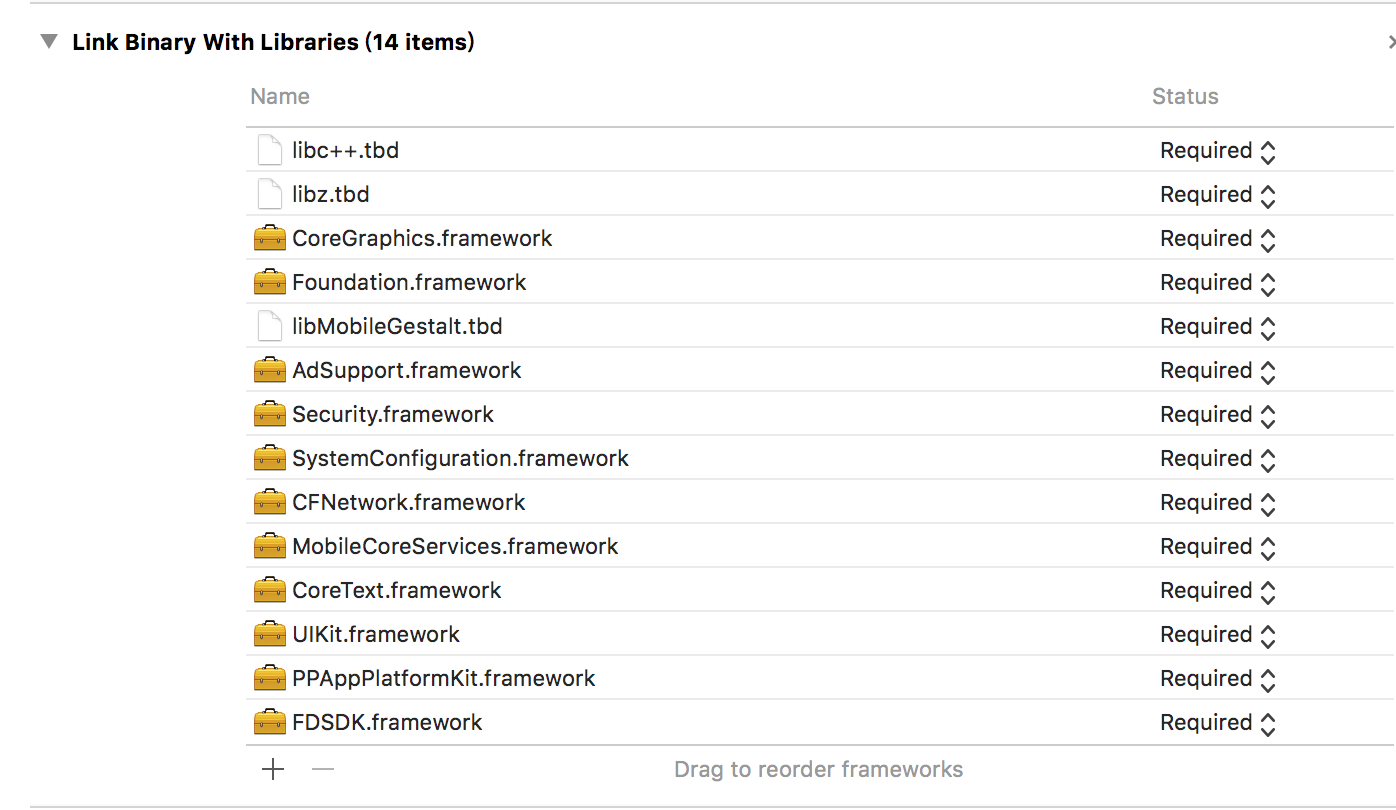 Link Binary With Libraries (14 items)
Name Status
libc++.tbd Required
libz.tbd Required
CoreGraphics.framework Required
Foundation.framework Required
libMobileGestalt.tbd Required
AdSupport.framework Required
Security.framework Required
SystemConfiguration.framework Required
CFNetwork.framework Required
MobileCoreServices.framework Required
CoreText.framework Required
UIKit.framework Required
PPAppPlatformKit.framework Required
FDSDK.framework Required
Drag to reorder frameworks